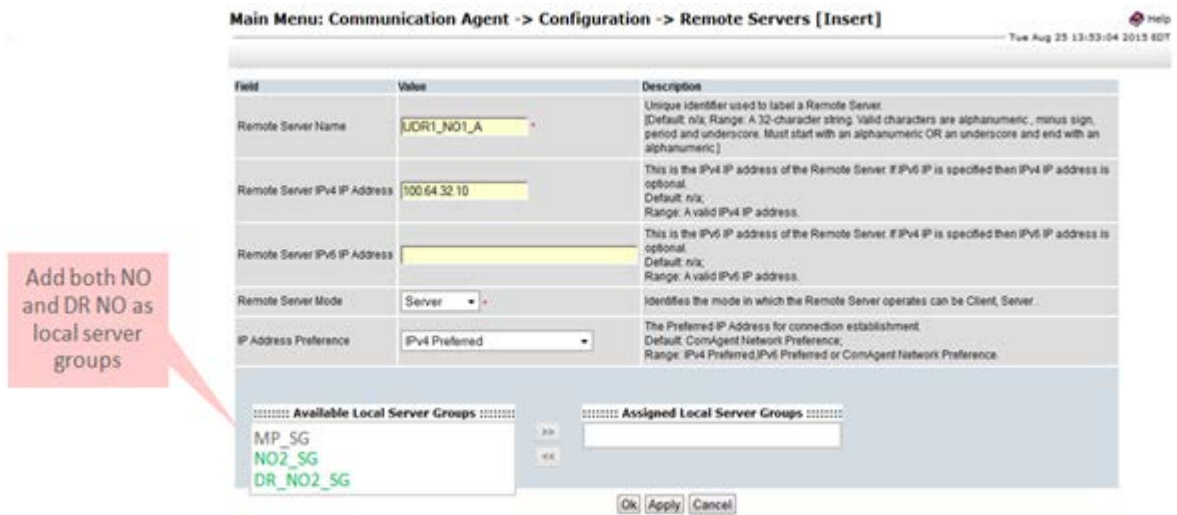 Main Menu: Communication Agent -> Configuration -> Remote Servers [Insert]
Help
Tue Aug 25 13:53:04 2015 EDT
Field Value Description
Remote Server Name
UDR1_NO1_A *
Unique identifier used to label a Remote Server.
[Default: n/a; Range: A 32-character string. Valid characters are alphanumeric , minus sign,
period and underscore. Must start with an alphanumeric OR an underscore and end with an
alphanumeric.]
Remote Server IPv4 IP Address
100.64.32.10
This is the IPv4 IP address of the Remote Server. If IPv6 IP is specified then IPv4 IP address is
optional.
Default: n/a;
Range: A valid IPv4 IP address.
Remote Server IPv6 IP Address
This is the IPv6 IP address of the Remote Server. If IPv4 IP is specified then IPv6 IP address is
optional.
Default: n/a;
Range: A valid IPv6 IP address.
Remote Server Mode
Server *
Identifies the mode in which the Remote Server operates can be Client, Server .
IP Address Preference
IPv4 Preferred
The Preferred IP Address for connection establishment.
Default: ComAgent Network Preference;
Range: IPv4 Preferred,IPv6 Preferred or ComAgent Network Preference.
Add both NO
and DR NO as
local server
groups
:::::::: Available Local Server Groups ::::::::
MP_SG
NO2_SG
DR_NO2_SG
>>
<<
:::::::: Assigned Local Server Groups ::::::::
Ok Apply Cancel